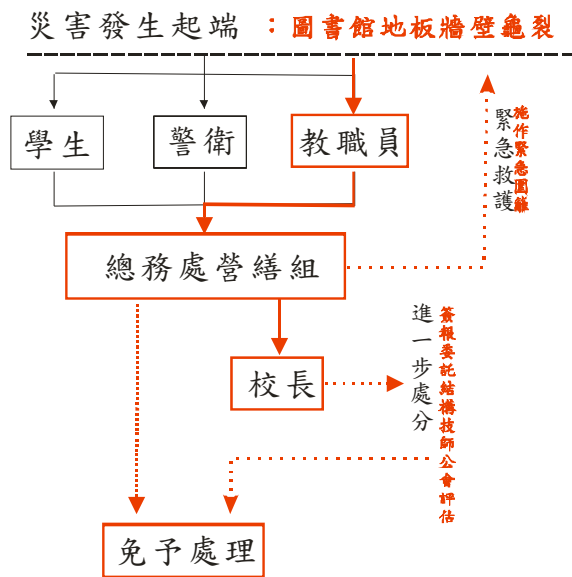 災害發生起端：圖書館地板牆壁龜裂
學生
警衛
教職員
緊急救護
施作緊急圍籬
總務處營繕組
校長
進一步處分
簽報委託結構技師公會評估
免予處理